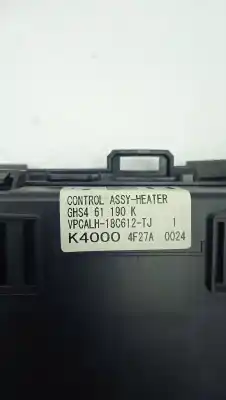 CONTROL ASSY-HEATER
GHS4 61 190 K
VPCALH-18C612-TJ 1
K4000 4F27A 0024